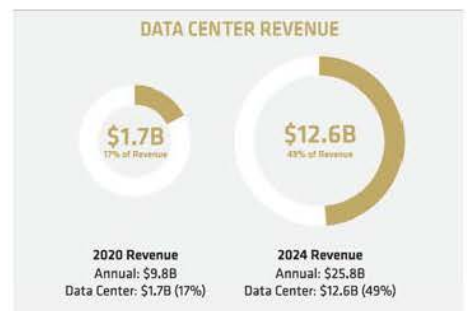 DATA CENTER REVENUE
$1.7B
17% of Revenue
$12.6B
49% of Revenue
2020 Revenue
Annual: $9.8B
Data Center: $1.7B (17%)
2024 Revenue
Annual: $25.8B
Data Center: $12.6B (49%)